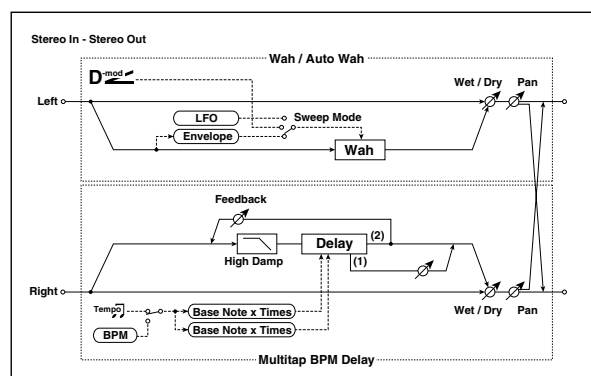 Stereo In - Stereo Out
Wah / Auto Wah
D-mod
Wet / Dry
Pan
Left
LFO
Sweep Mode
Envelope
Wah
Feedback
Delay
(2)
High Damp
(1)
Right
Tempo
Base Note x Times
Wet / Dry
Pan
BPM
Base Note x Times
Multitap BPM Delay